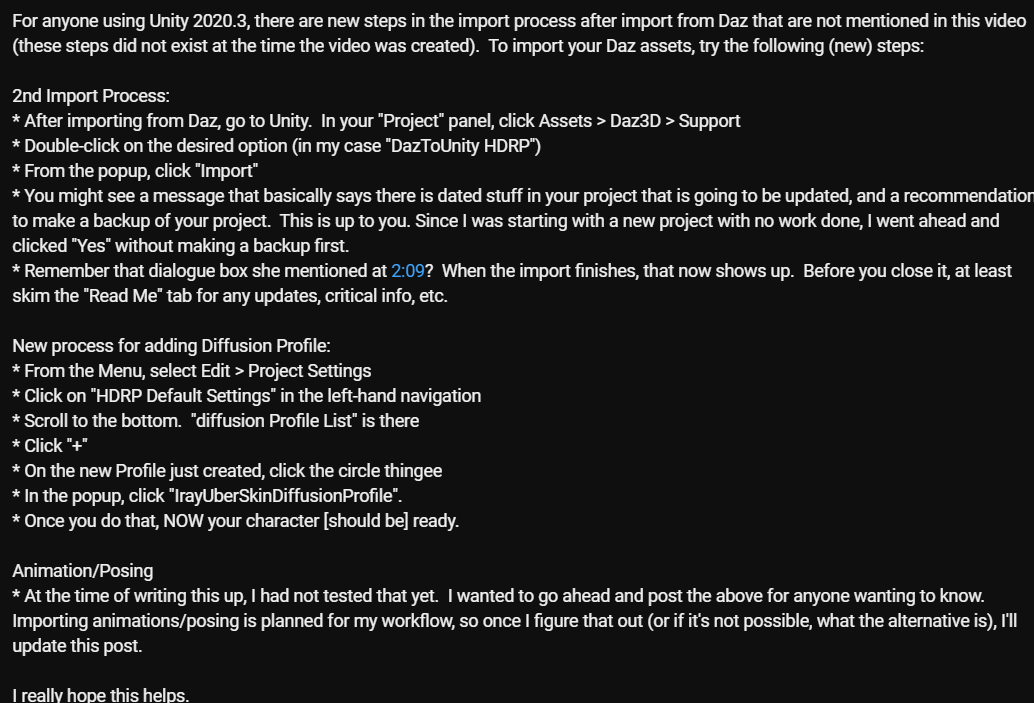 For anyone using Unity 2020.3, there are new steps in the import process after import from Daz that are not mentioned in this video
(these steps did not exist at the time the video was created).  To import your Daz assets, try the following (new) steps:
2nd Import Process:
* After importing from Daz, go to Unity.  In your "Project" panel, click Assets > Daz3D > Support
* Double-click on the desired option (in my case "DazToUnity HDRP")
* From the popup, click "Import"
* You might see a message that basically says there is dated stuff in your project that is going to be updated, and a recommendation
to make a backup of your project.  This is up to you. Since I was starting with a new project with no work done, I went ahead and
clicked "Yes" without making a backup first.
* Remember that dialogue box she mentioned at 2:09?  When the import finishes, that now shows up.  Before you close it, at least
skim the "Read Me" tab for any updates, critical info, etc.
New process for adding Diffusion Profile:
* From the Menu, select Edit > Project Settings
* Click on "HDRP Default Settings" in the left-hand navigation
* Scroll to the bottom.  "diffusion Profile List" is there
* Click "+"
* On the new Profile just created, click the circle thingee
* In the popup, click "IrayUberSkinDiffusionProfile".
* Once you do that, NOW your character [should be] ready.
Animation/Posing
* At the time of writing this up, I had not tested that yet.  I wanted to go ahead and post the above for anyone wanting to know.
Importing animations/posing is planned for my workflow, so once I figure that out (or if it's not possible, what the alternative is), I'll
update this post.
I really hope this helps.